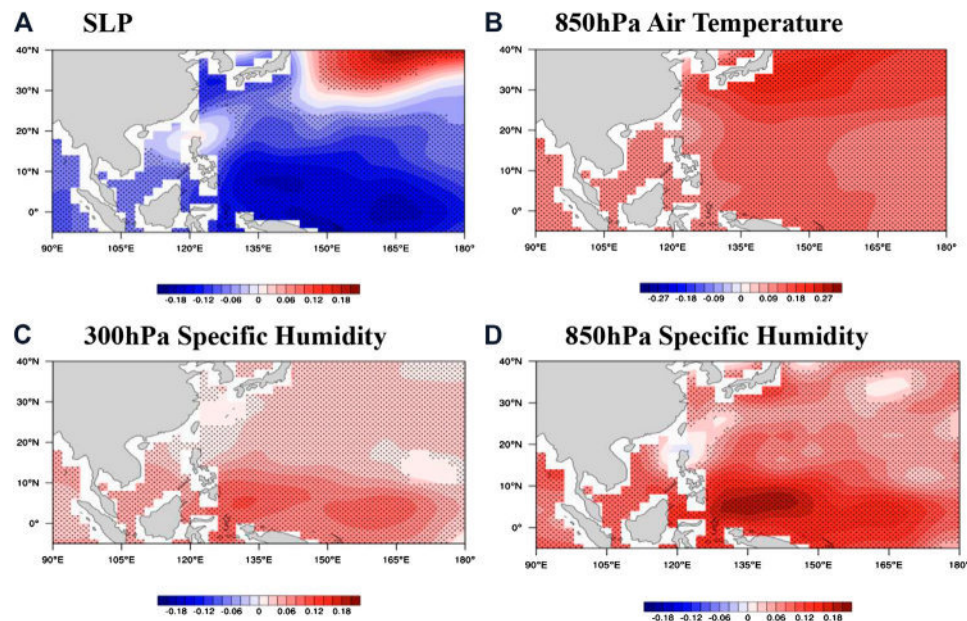 A SLP
B 850hPa Air Temperature
40°N
30°N
20°N
10°N
0°
90°E 105°E 120°E 135°E 150°E 165°E 180°
40°N
30°N
20°N
10°N
0°
90°E 105°E 120°E 135°E 150°E 165°E 180°
-0.18 -0.12 -0.06 0 0.06 0.12 0.18
-0.27 -0.18 -0.09 0 0.09 0.18 0.27
C 300hPa Specific Humidity
D 850hPa Specific Humidity
40°N
30°N
20°N
10°N
0°
90°E 105°E 120°E 135°E 150°E 165°E 180°
40°N
30°N
20°N
10°N
0°
90°E 105°E 120°E 135°E 150°E 165°E 180°
-0.18 -0.12 -0.06 0 0.06 0.12 0.18
-0.18 -0.12 -0.06 0 0.06 0.12 0.18